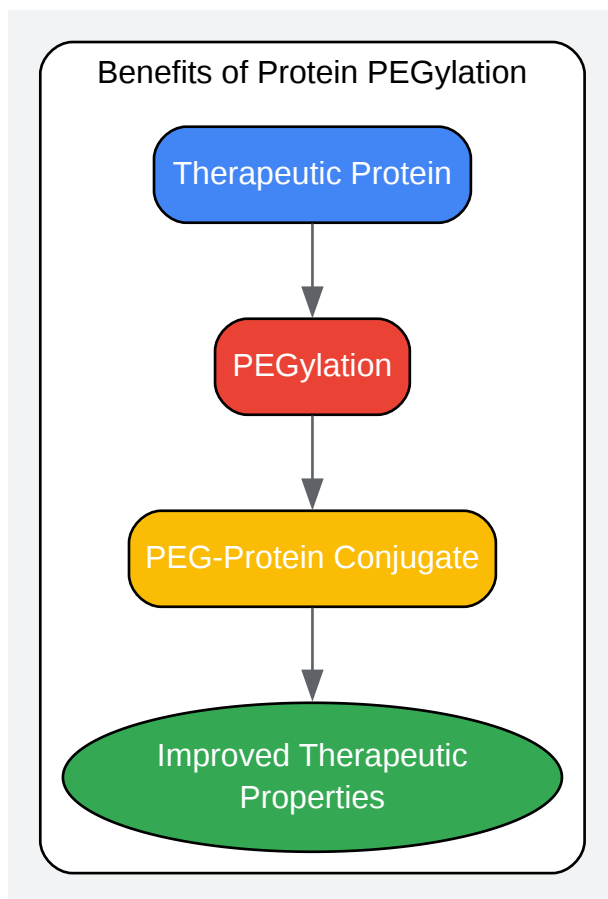 Benefits of Protein PEGylation
Therapeutic Protein
PEGylation
PEG-Protein Conjugate
Improved Therapeutic
Properties